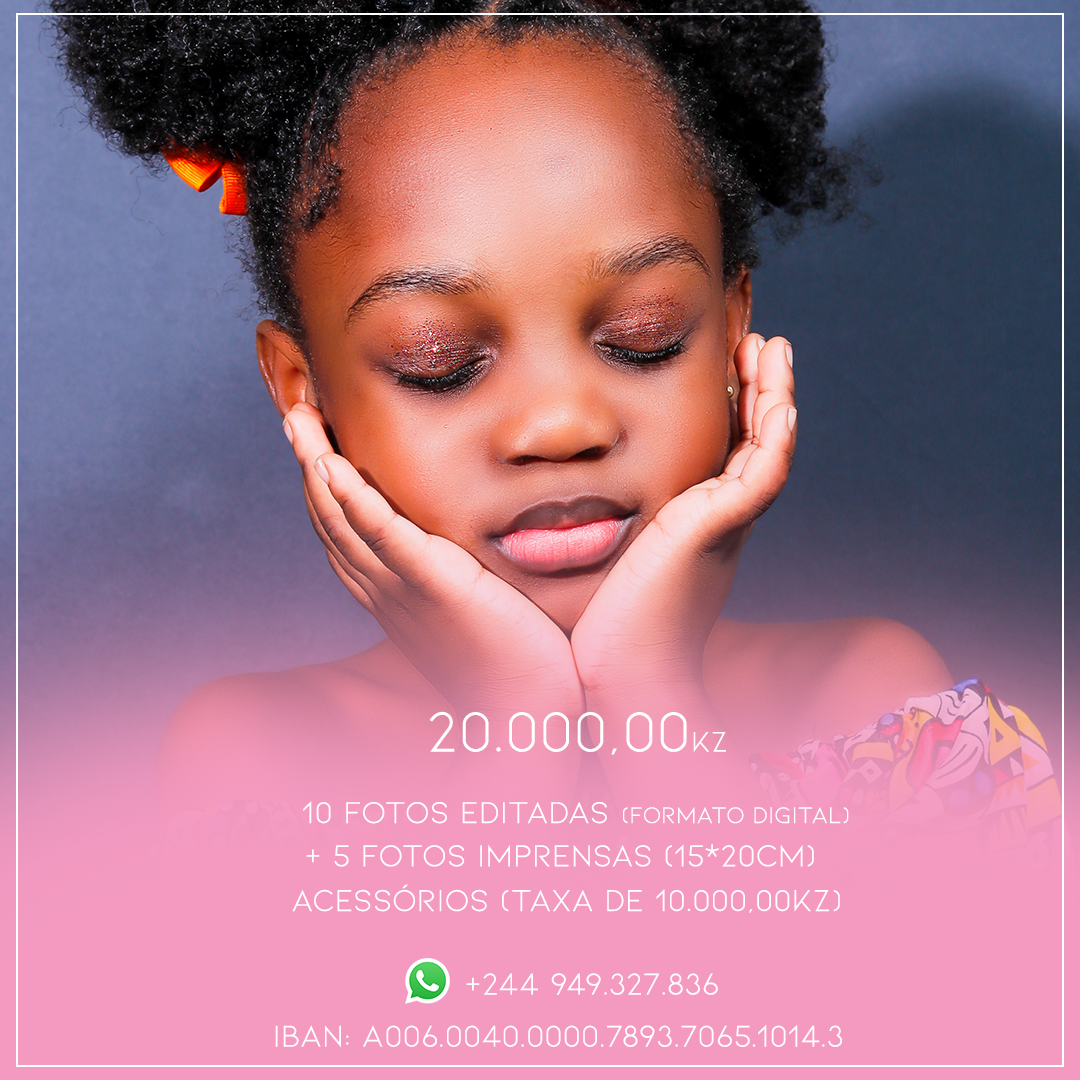 20.000,00KZ
10 FOTOS EDITADAS (FORMATO DIGITAL)
+ 5 FOTOS IMPRENSAS (15*20CM)
ACESSÓRIOS (TAXA DE 10.000,00KZ)
+244 949.327.836
IBAN: A006.0040.0000.7893.7065.1014.3